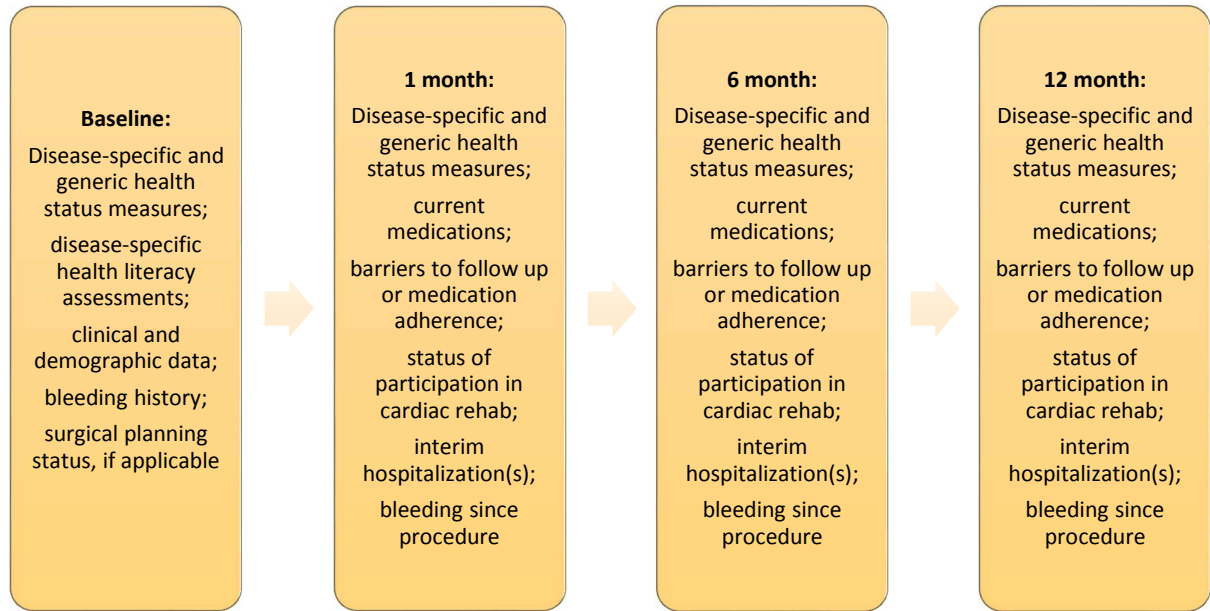 Baseline:
Disease-specific and
generic health
status measures;
disease-specific
health literacy
assessments;
clinical and
demographic data;
bleeding history;
surgical planning
status, if applicable
1 month:
Disease-specific and
generic health
status measures;
current
medications;
barriers to follow up
or medication
adherence;
status of
participation in
cardiac rehab;
interim
hospitalization(s);
bleeding since
procedure
6 month:
Disease-specific and
generic health
status measures;
current
medications;
barriers to follow up
or medication
adherence;
status of
participation in
cardiac rehab;
interim
hospitalization(s);
bleeding since
procedure
12 month:
Disease-specific and
generic health
status measures;
current
medications;
barriers to follow up
or medication
adherence;
status of
participation in
cardiac rehab;
interim
hospitalization(s);
bleeding since
procedure